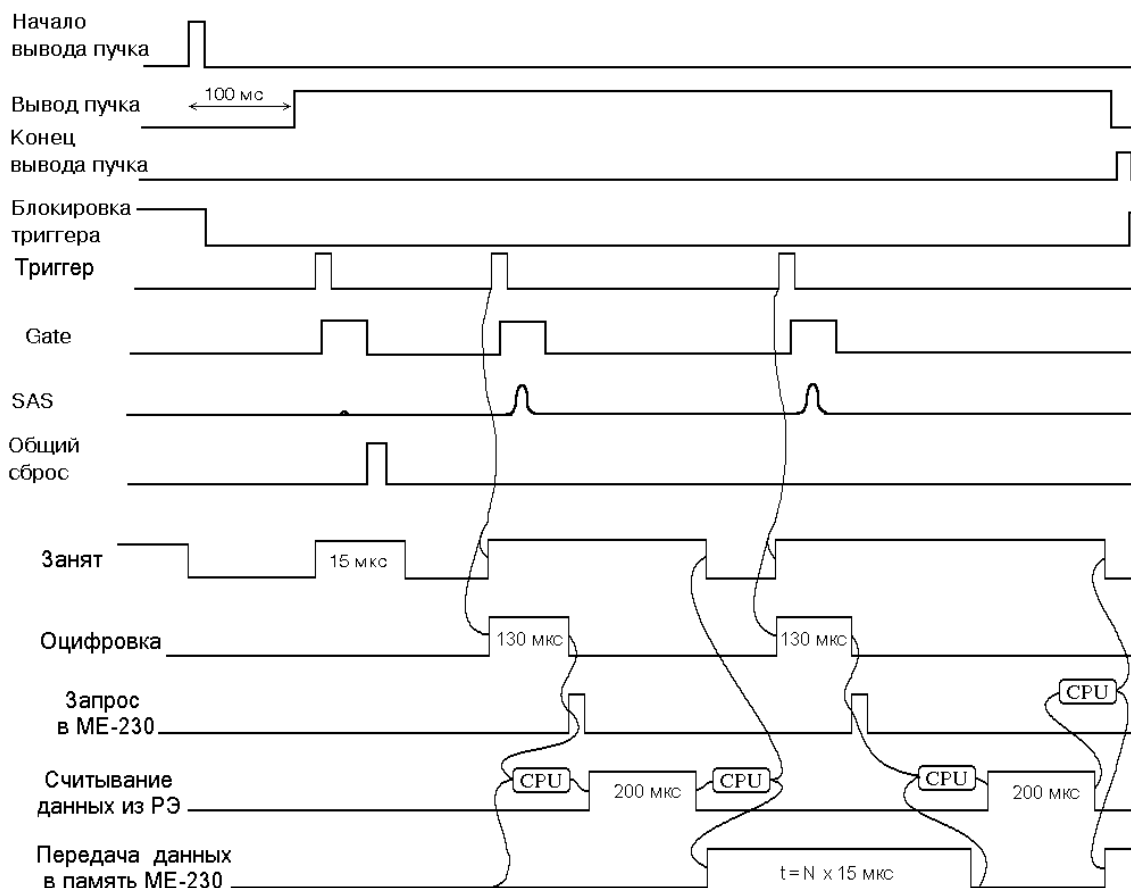 Начало
вывода пучка
100 мс
Вывод пучка
Конец
вывода пучка
Блокировка
триггера
Триггер
Gate
SAS
Общий
сброс
Занят
15 мкс
Оцифровка
130 мкс
130 мкс
Запрос
в МЕ-230
CPU
Считывание
данных из РЭ
CPU
200 мкс
CPU
CPU
200 мкс
Передача данных
в память МЕ-230
t = N x 15 мкс